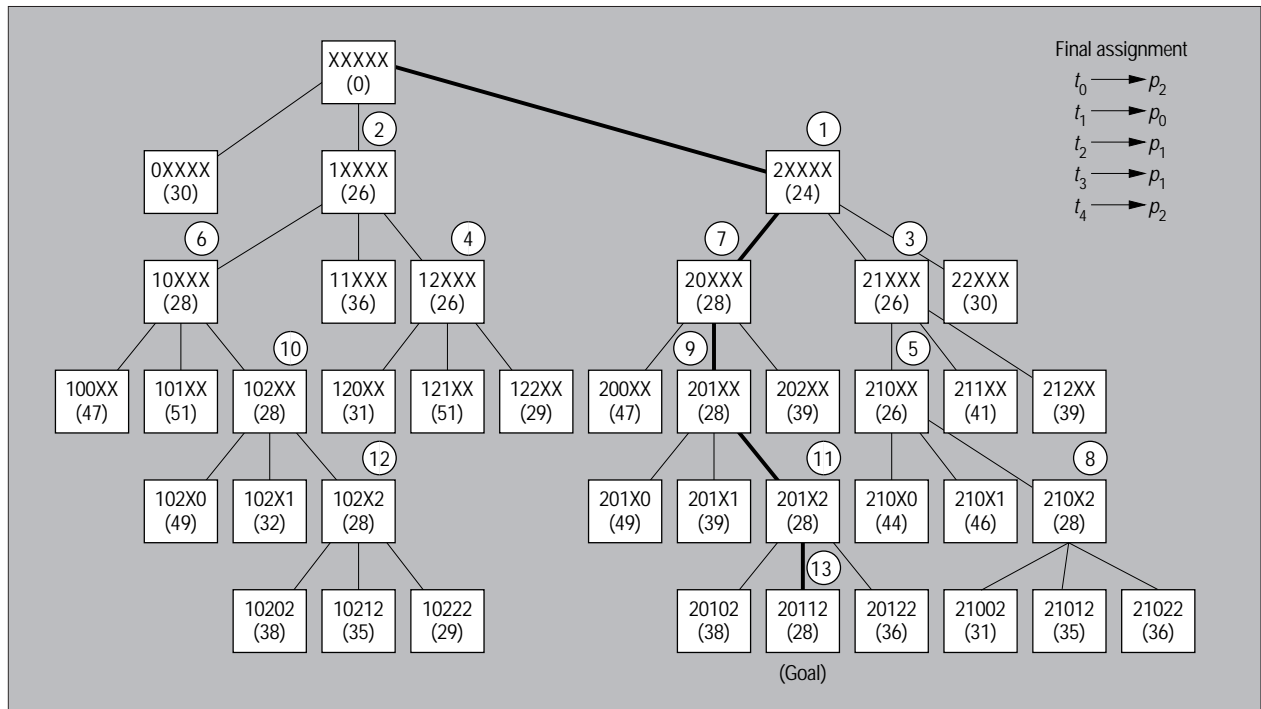 Final assignment
t0 p2
t1 p0
t2 p1
t3 p1
t4 p2
XXXXX
(0)
2
1
0XXXX
(30)
1XXXX
(26)
2XXXX
(24)
6
4
7
3
10XXX
(28)
11XXX
(36)
12XXX
(26)
20XXX
(28)
21XXX
(26)
22XXX
(30)
10
9
5
100XX
(47)
101XX
(51)
102XX
(28)
120XX
(31)
121XX
(51)
122XX
(29)
200XX
(47)
201XX
(28)
202XX
(39)
210XX
(26)
211XX
(41)
212XX
(39)
12
11
8
102X0
(49)
102X1
(32)
102X2
(28)
201X0
(49)
201X1
(39)
201X2
(28)
210X0
(44)
210X1
(46)
210X2
(28)
13
10202
(38)
10212
(35)
10222
(29)
20102
(38)
20112
(28)
20122
(36)
21002
(31)
21012
(35)
21022
(36)
(Goal)